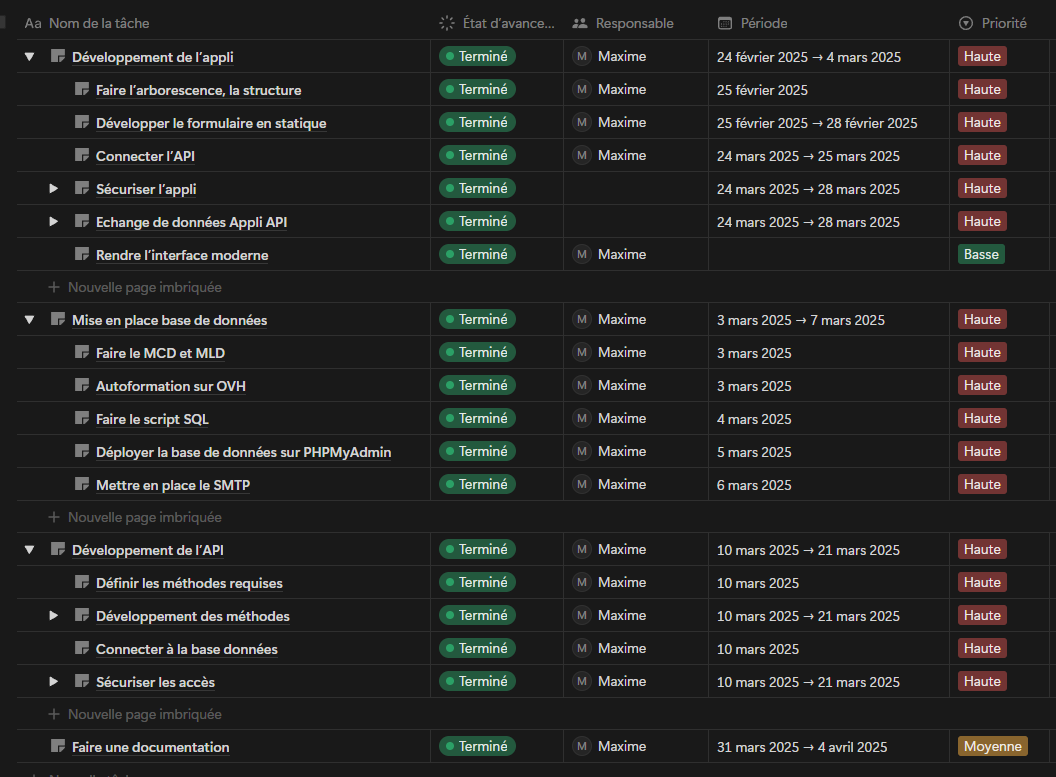 Aa Nom de la tâche État d'avance... Responsable Période Priorité
Développement de l'appli Terminé M Maxime 24 février 2025 → 4 mars 2025 Haute
Faire l'arborescence, la structure Terminé M Maxime 25 février 2025 Haute
Développer le formulaire en statique Terminé M Maxime 25 février 2025 → 28 février 2025 Haute
Connecter l'API Terminé M Maxime 24 mars 2025 → 25 mars 2025 Haute
Sécuriser l'appli Terminé 24 mars 2025 → 28 mars 2025 Haute
Echange de données Appli API Terminé 24 mars 2025 → 28 mars 2025 Haute
Rendre l'interface moderne Terminé M Maxime Basse
+ Nouvelle page imbriquée
Mise en place base de données Terminé M Maxime 3 mars 2025 → 7 mars 2025 Haute
Faire le MCD et MLD Terminé M Maxime 3 mars 2025 Haute
Autoformation sur OVH Terminé M Maxime 3 mars 2025 Haute
Faire le script SQL Terminé M Maxime 4 mars 2025 Haute
Déployer la base de données sur PHPMyAdmin Terminé M Maxime 5 mars 2025 Haute
Mettre en place le SMTP Terminé M Maxime 6 mars 2025 Haute
+ Nouvelle page imbriquée
Développement de l'API Terminé M Maxime 10 mars 2025 → 21 mars 2025 Haute
Définir les méthodes requises Terminé M Maxime 10 mars 2025 Haute
Développement des méthodes Terminé M Maxime 10 mars 2025 → 21 mars 2025 Haute
Connecter à la base données Terminé M Maxime 10 mars 2025 Haute
Sécuriser les accès Terminé M Maxime 10 mars 2025 → 21 mars 2025 Haute
+ Nouvelle page imbriquée
Faire une documentation Terminé M Maxime 31 mars 2025 → 4 avril 2025 Moyenne